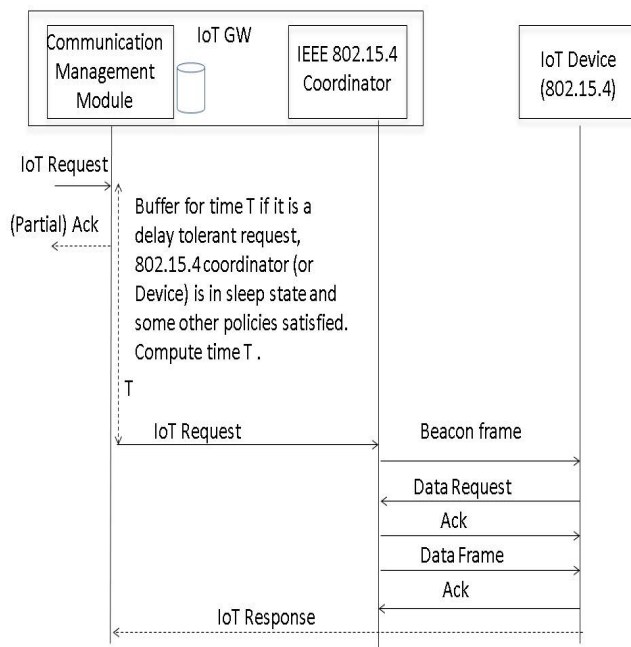 IoT GW
Communication
Management
Module
IEEE 802.15.4
Coordinator
IoT Device
(802.15.4)
IoT Request
(Partial) Ack
Buffer for time T if it is a
delay tolerant request,
802.15.4 coordinator (or
Device) is in sleep state and
some other policies satisfied.
Compute time T .
T
IoT Request
Beacon frame
Data Request
Ack
Data Frame
Ack
IoT Response